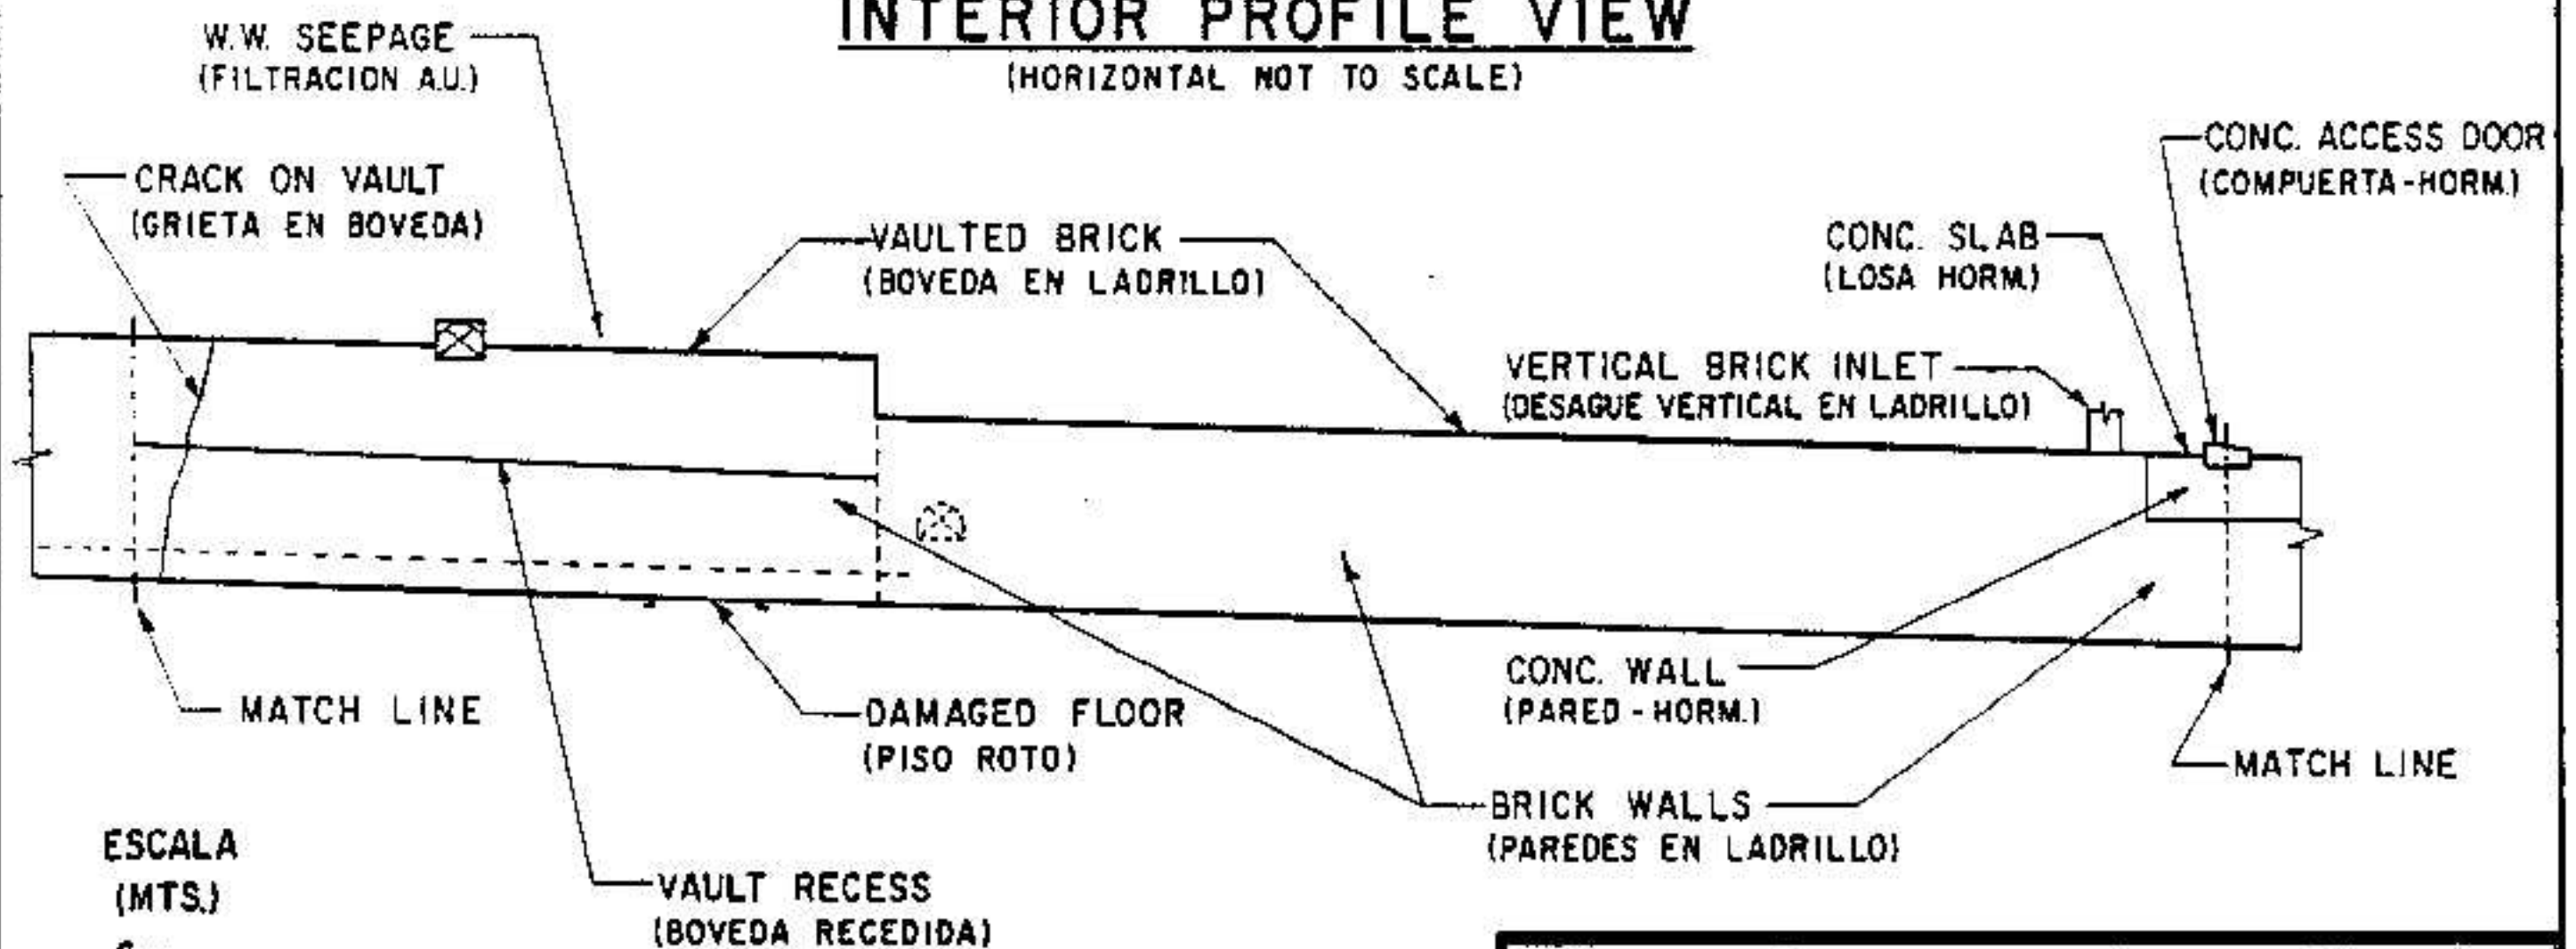 INTERIOR PROFILE VIEW
(HORIZONTAL NOT TO SCALE)
W.W. SEEPAGE
(FILTRACION A.U.)
CRACK ON VAULT
(GRIETA EN BOVEDA)
VAULTED BRICK
(BOVEDA EN LADRILLO)
CONC. ACCESS DOOR
(COMPUERTA-HORM.)
CONC. SLAB
(LOSA HORM.)
VERTICAL BRICK INLET
(DESAGUE VERTICAL EN LADRILLO)
MATCH LINE
DAMAGED FLOOR
(PISO ROTO)
CONC. WALL
(PARED-HORM.)
MATCH LINE
BRICK WALLS
(PAREDES EN LADRILLO)
ESCALA
(MTS.)
VAULT RECESS
(BOVEDA RECEDIDA)